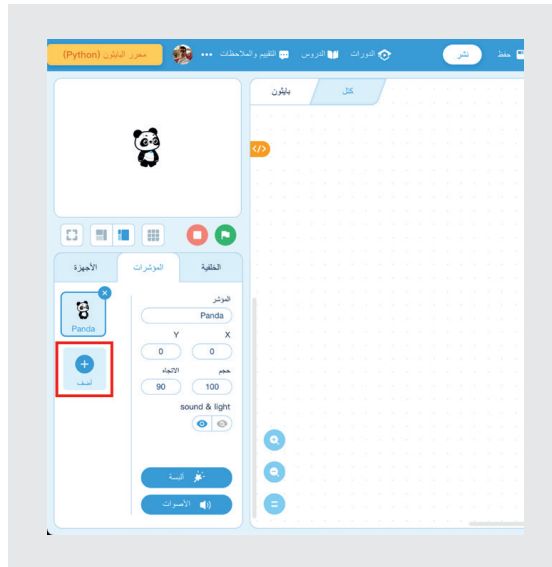 حفظ
نشر
الدورات
الدروس
التقييم والملاحظات
محرر البايثون (Python)
كتل
بايثون
</>
الخلفية
المؤشرات
الأجهزة
المؤشر
Panda
Panda
X
Y
0
0
حجم
الاتجاه
100
90
أضف
sound & light
ألبسة
الأصوات